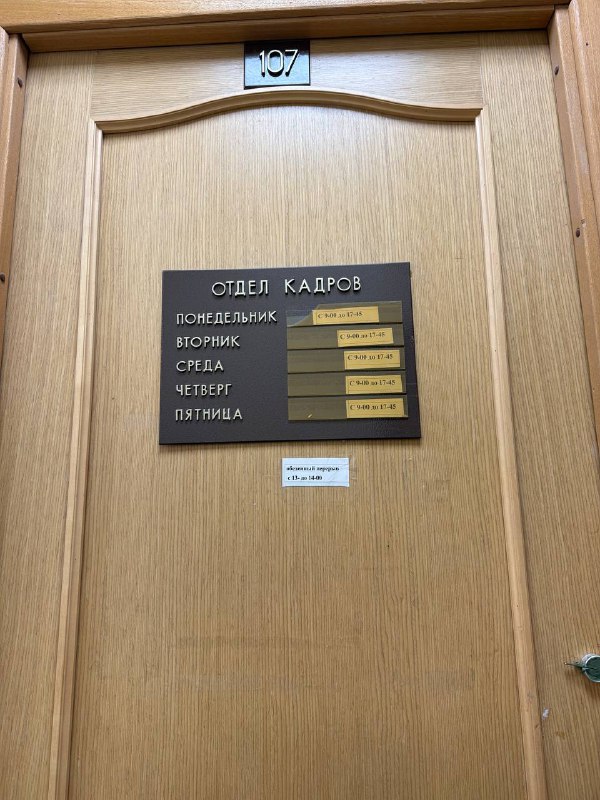 107
ОТДЕЛ КАДРОВ
ПОНЕДЕЛЬНИК С 9-00 до 17-45
ВТОРНИК С 9-00 до 17-45
СРЕДА С 9-00 до 17-45
ЧЕТВЕРГ С 9-00 до 17-45
ПЯТНИЦА С 9-00 до 17-45
обеденный перерыв
с 13- до 14-00